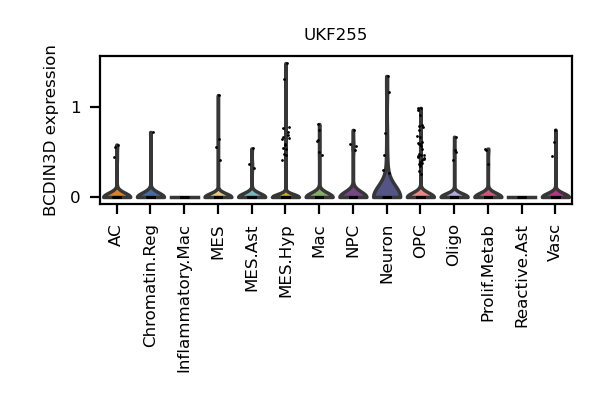 UKF255
BCDIN3D expression
1
0
AC
Chromatin.Reg
Inflammatory.Mac
MES
MES.Ast
MES.Hyp
Mac
NPC
Neuron
OPC
Oligo
Prolif.Metab
Reactive.Ast
Vasc